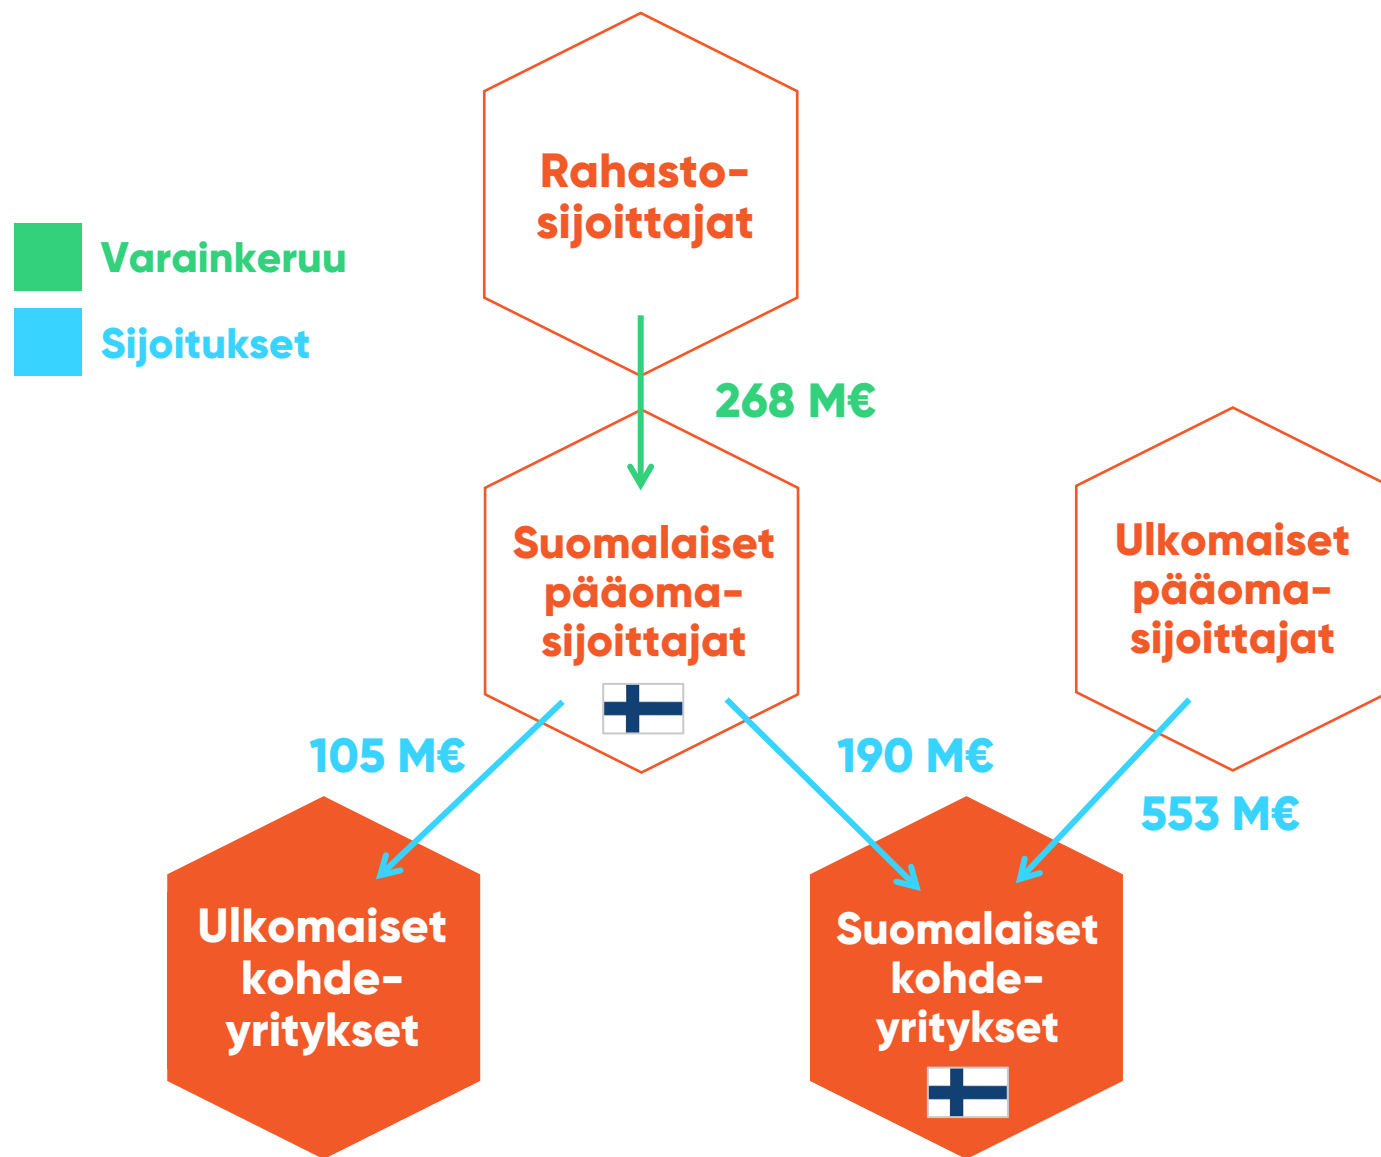 Rahasto-
sijoittajat
Varainkeruu
Sijoitukset
268 M€
Suomalaiset
pääoma-
sijoittajat
Ulkomaiset
pääoma-
sijoittajat
105 M€
190 M€
553 M€
Ulkomaiset
kohde-
yritykset
Suomalaiset
kohde-
yritykset